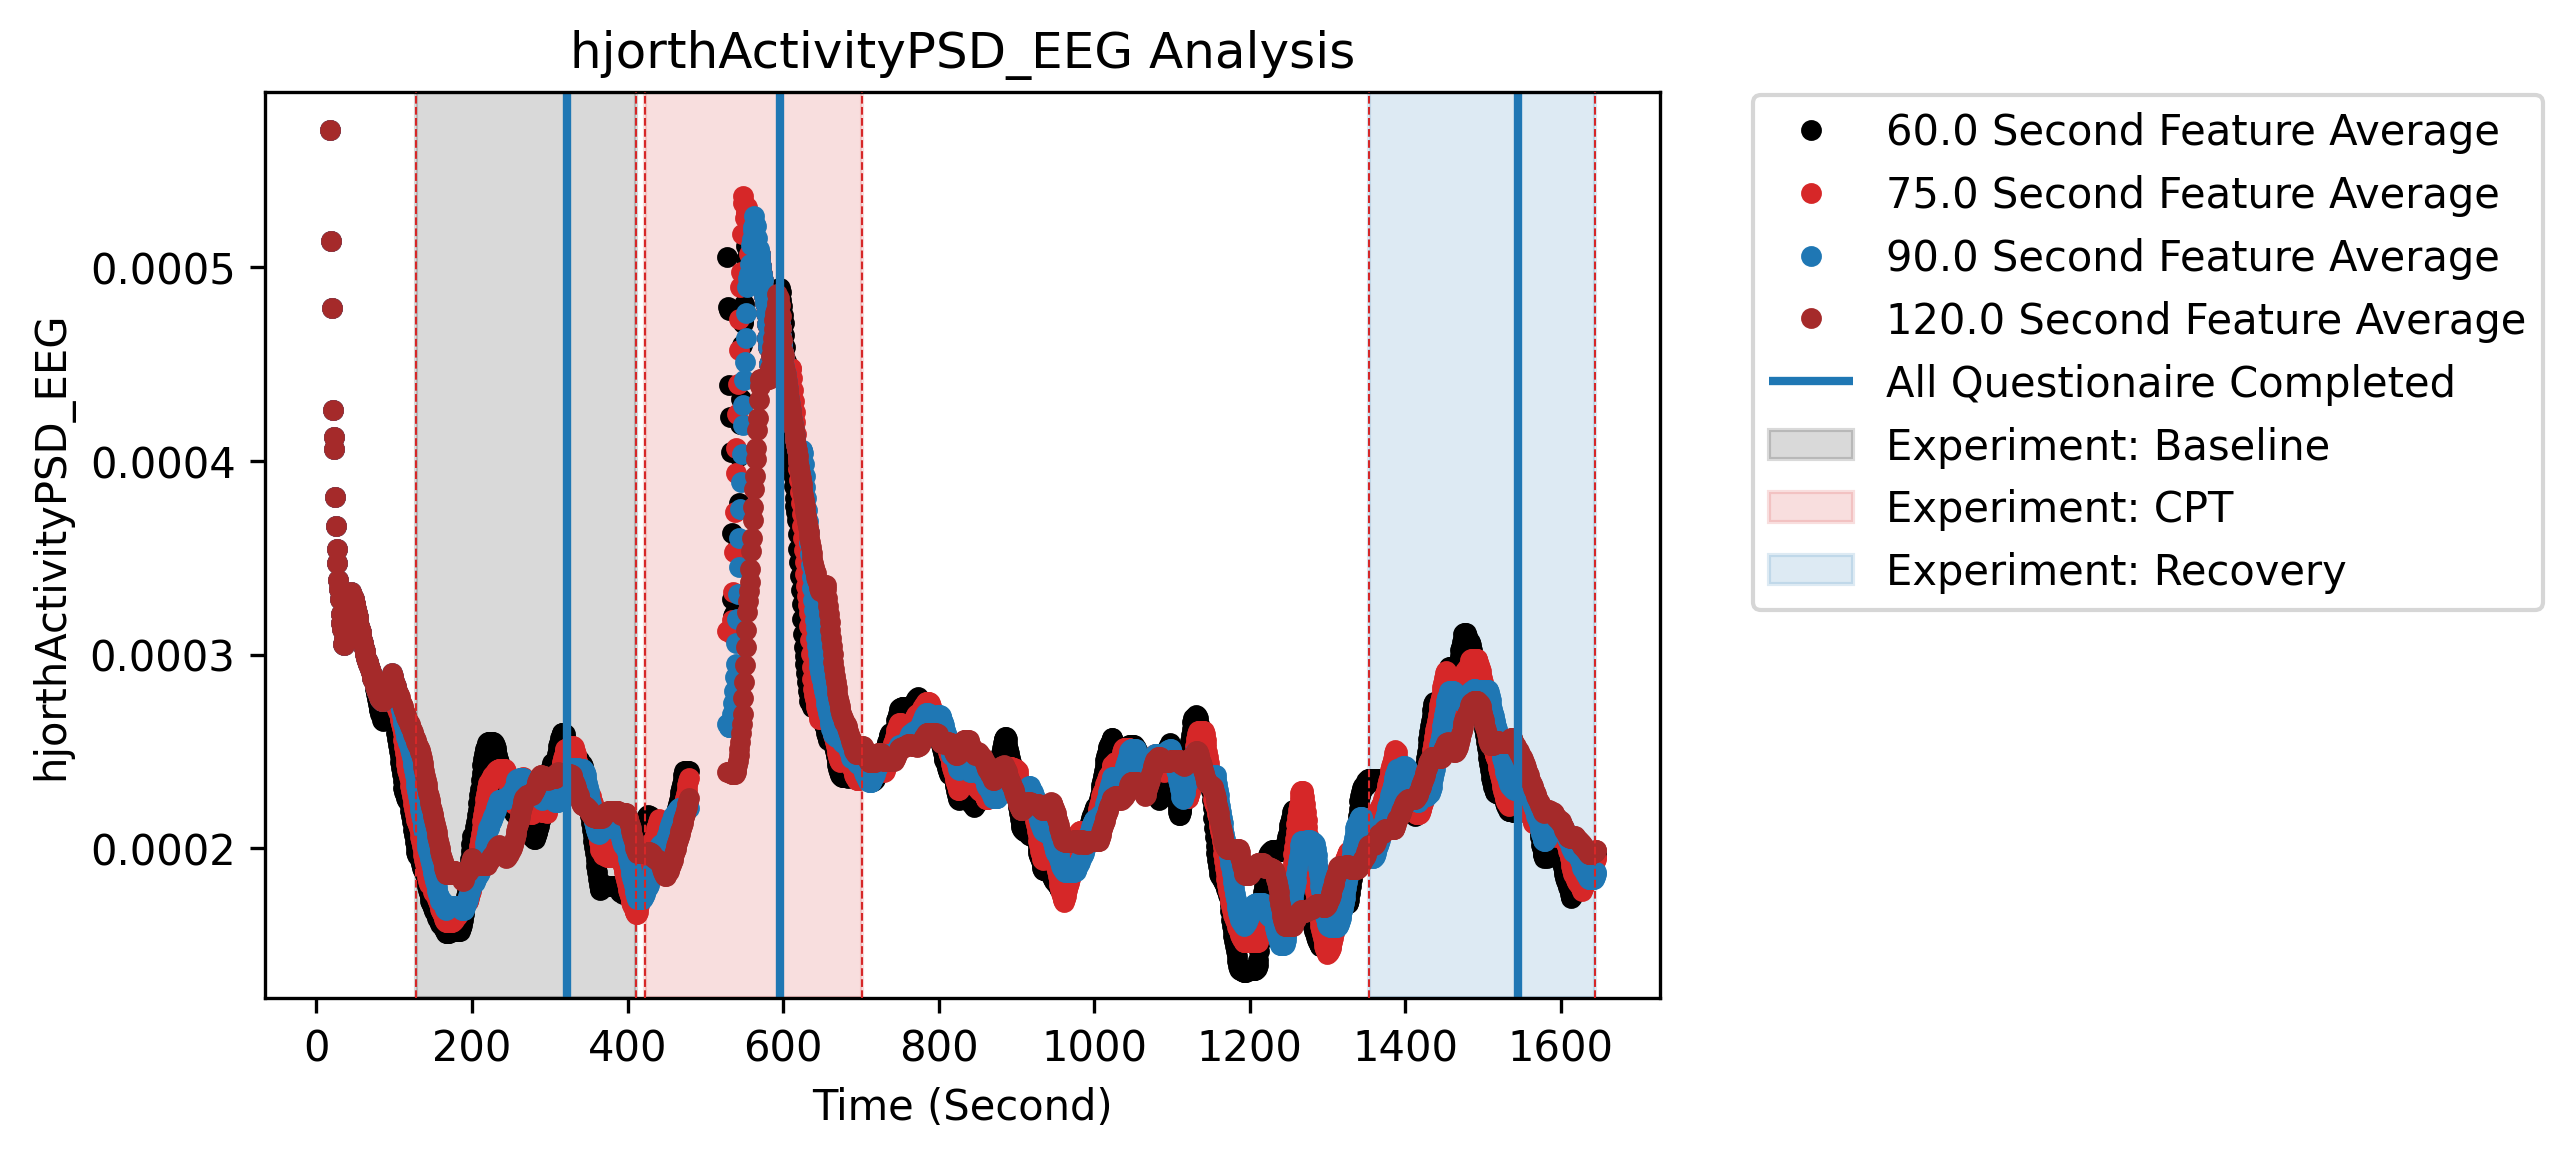 hjorthActivityPSD_EEG Analysis
hjorthActivityPSD_EEG
0.0005
0.0004
0.0003
0.0002
0 200 400 600 800 1000 1200 1400 1600
Time (Second)
60.0 Second Feature Average
75.0 Second Feature Average
90.0 Second Feature Average
120.0 Second Feature Average
All Questionaire Completed
Experiment: Baseline
Experiment: CPT
Experiment: Recovery